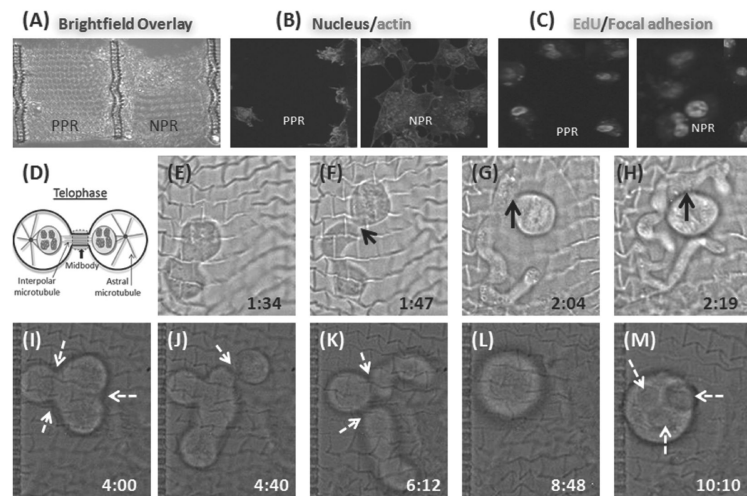 (A) Brightfield Overlay
(B) Nucleus/actin
(C) EdU/Focal adhesion
PPR NPR
PPR NPR
PPR NPR
(D)
Telophase
Interpolar microtubule
Midbody
Astral microtubule
(E) 1:34
(F) 1:47
(G) 2:04
(H) 2:19
(I) 4:00
(J) 4:40
(K) 6:12
(L) 8:48
(M) 10:10